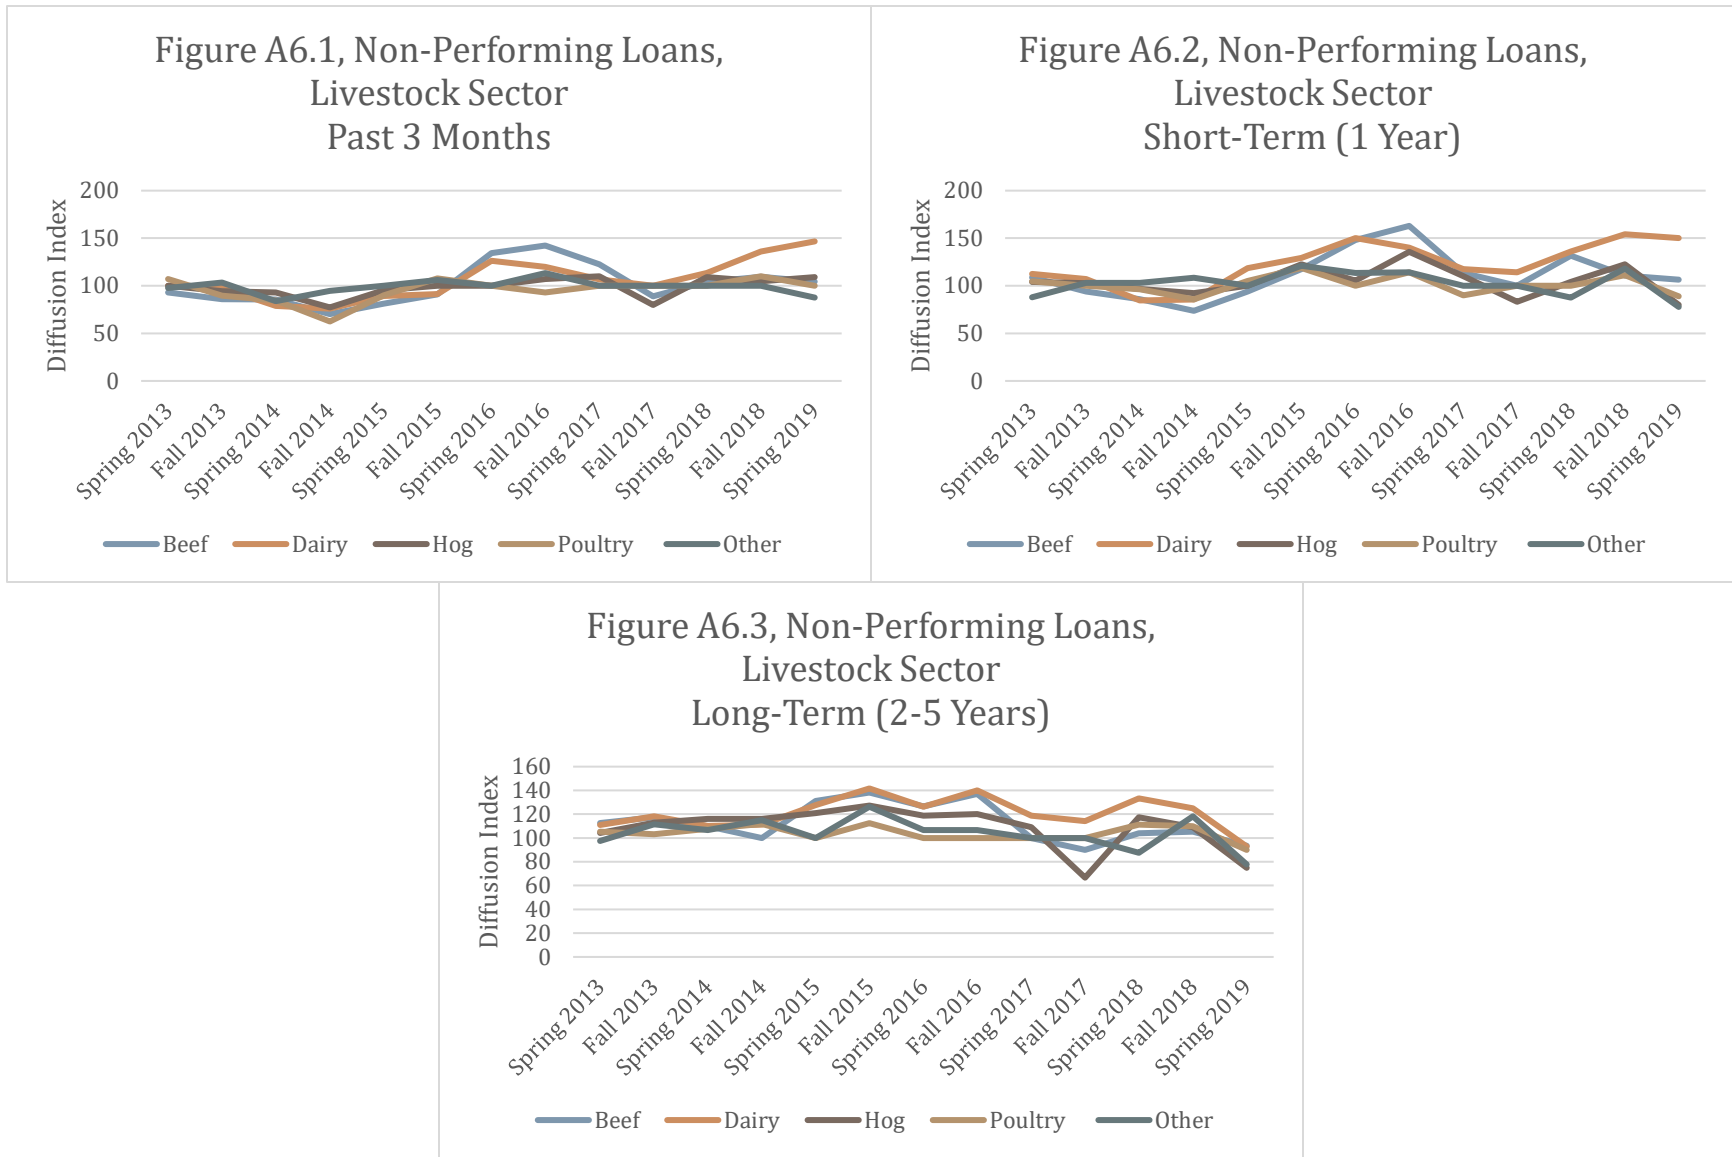 Figure A6.1, Non-Performing Loans,
Livestock Sector
Past 3 Months
Diffusion Index
200
150
100
50
0
Spring 2013
Fall 2013
Spring 2014
Fall 2014
Spring 2015
Fall 2015
Spring 2016
Fall 2016
Spring 2017
Fall 2017
Spring 2018
Fall 2018
Spring 2019
Beef Dairy Hog Poultry Other
Figure A6.2, Non-Performing Loans,
Livestock Sector
Short-Term (1 Year)
Diffusion Index
200
150
100
50
0
Spring 2013
Fall 2013
Spring 2014
Fall 2014
Spring 2015
Fall 2015
Spring 2016
Fall 2016
Spring 2017
Fall 2017
Spring 2018
Fall 2018
Spring 2019
Beef Dairy Hog Poultry Other
Figure A6.3, Non-Performing Loans,
Livestock Sector
Long-Term (2-5 Years)
Diffusion Index
160
140
120
100
80
60
40
20
0
Spring 2013
Fall 2013
Spring 2014
Fall 2014
Spring 2015
Fall 2015
Spring 2016
Fall 2016
Spring 2017
Fall 2017
Spring 2018
Fall 2018
Spring 2019
Beef Dairy Hog Poultry Other